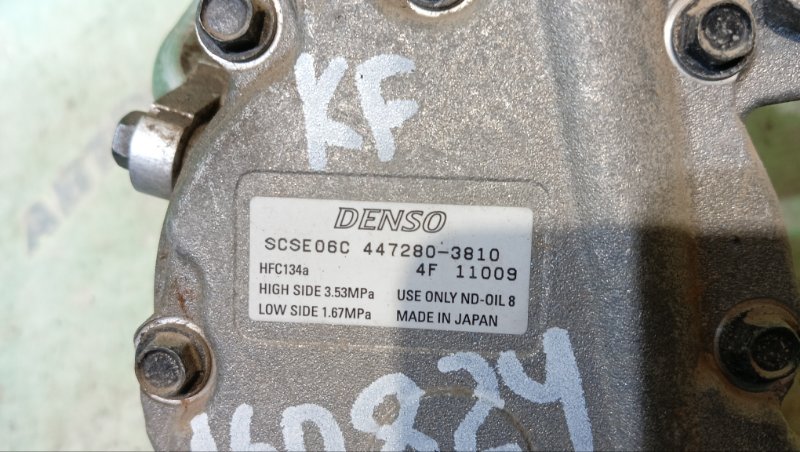 KF
DENSO
SCSE06C 447280-3810
HFC134a 4F 11009
HIGH SIDE 3.53MPa USE ONLY ND-OIL 8
LOW SIDE 1.67MPa MADE IN JAPAN